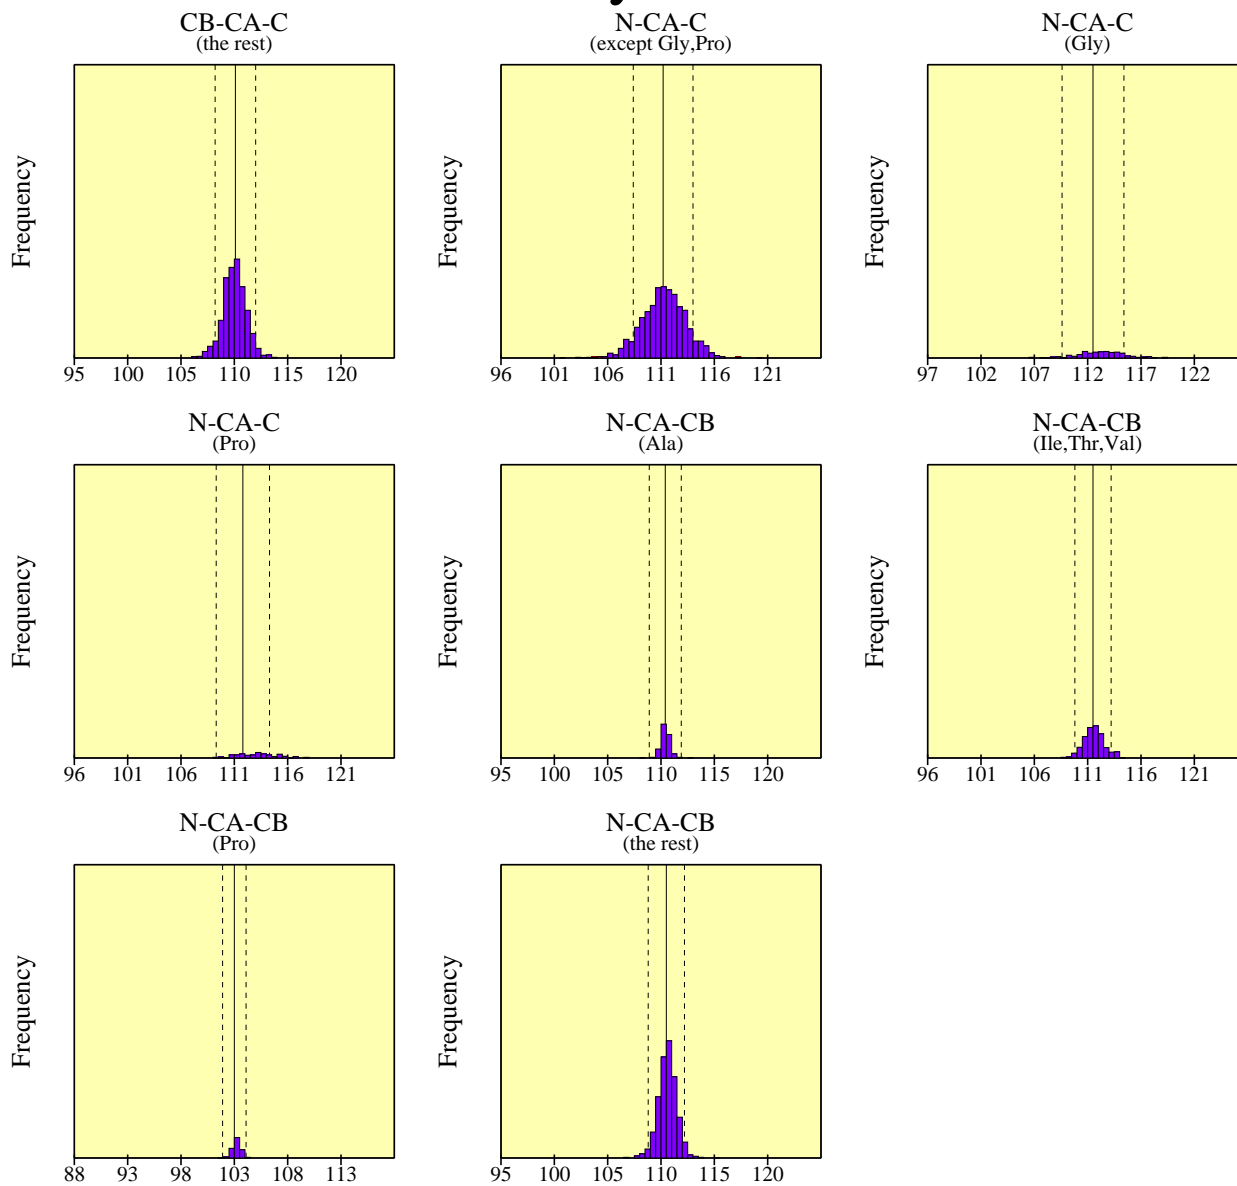 CB-CA-C
(the rest)
Frequency
95 100 105 110 115 120
N-CA-C
(except Gly,Pro)
Frequency
96 101 106 111 116 121
N-CA-C
(Gly)
Frequency
97 102 107 112 117 122
N-CA-C
(Pro)
Frequency
96 101 106 111 116 121
N-CA-CB
(Ala)
Frequency
95 100 105 110 115 120
N-CA-CB
(Ile,Thr,Val)
Frequency
96 101 106 111 116 121
N-CA-CB
(Pro)
Frequency
88 93 98 103 108 113
N-CA-CB
(the rest)
Frequency
95 100 105 110 115 120